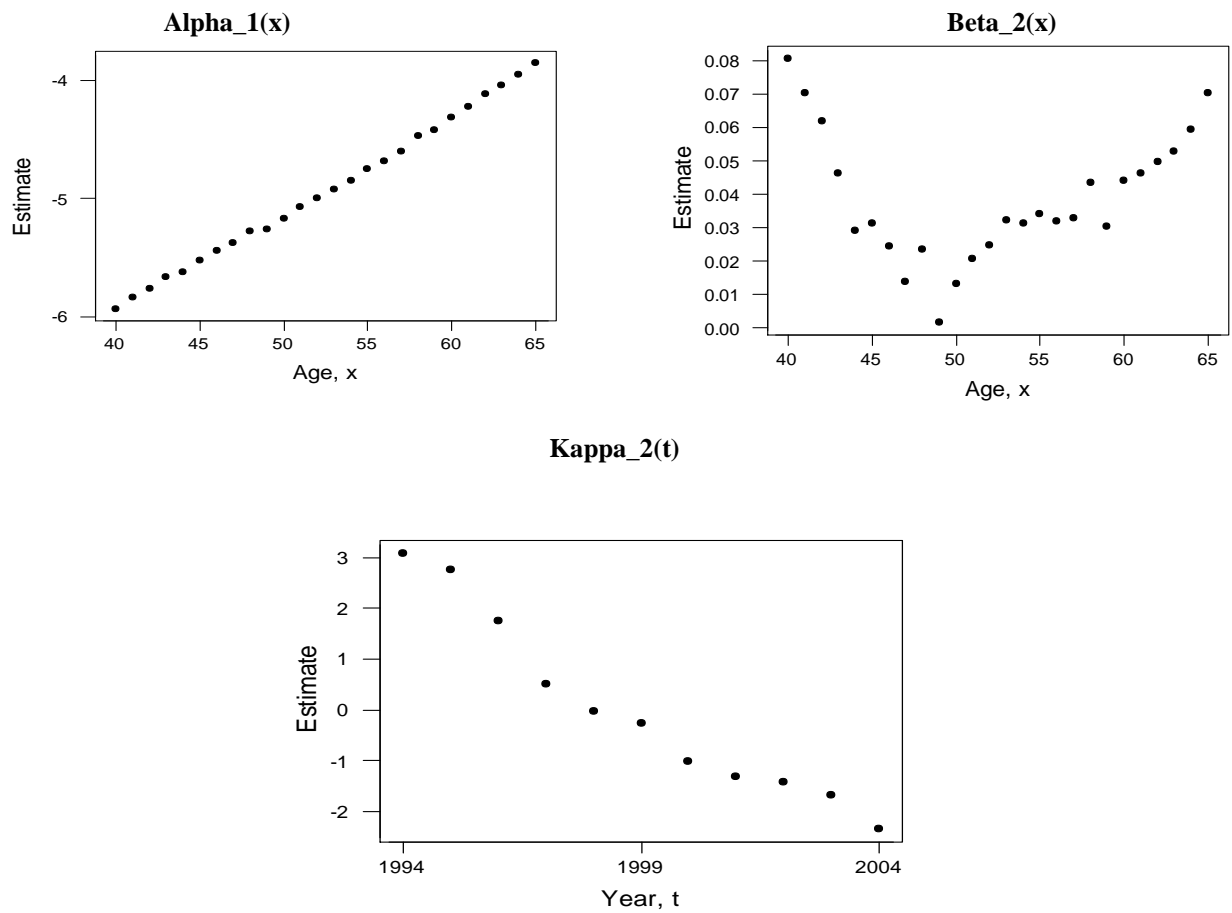 Alpha_1(x)
-4
-5
-6
Estimate
40 45 50 55 60 65
Age, x
Beta_2(x)
0.08
0.07
0.06
0.05
0.04
0.03
0.02
0.01
0.00
Estimate
40 45 50 55 60 65
Age, x
Kappa_2(t)
3
2
1
0
-1
-2
Estimate
1994 1999 2004
Year, t